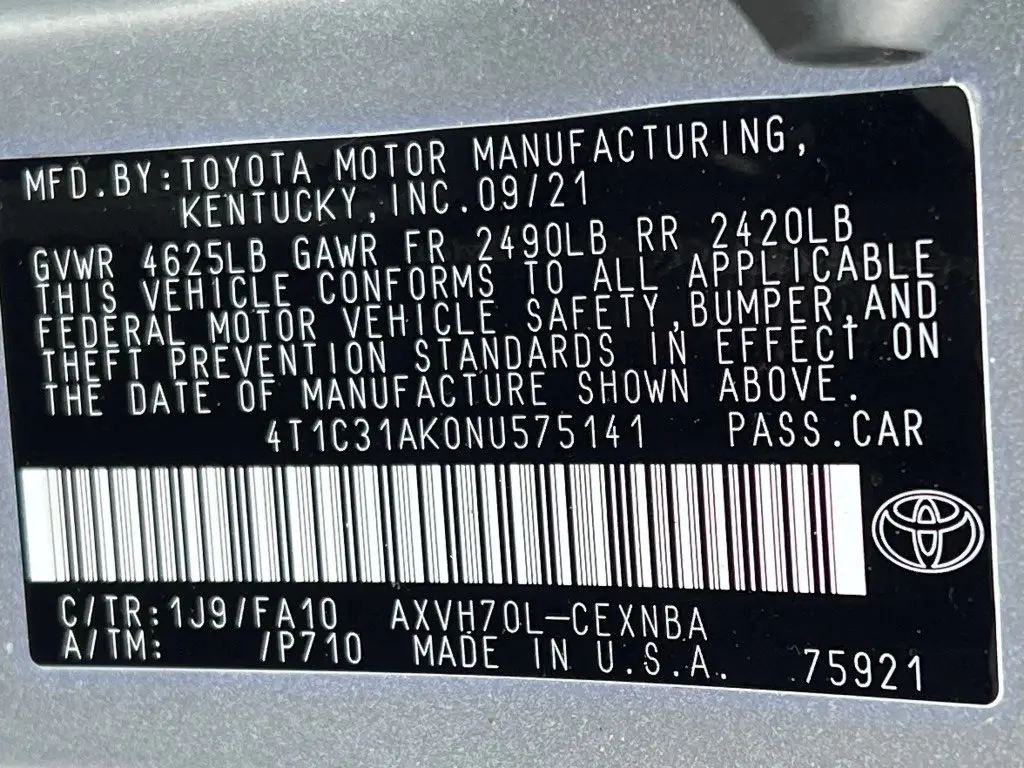 MFD.BY:TOYOTA MOTOR MANUFACTURING,
KENTUCKY,INC.09/21
GVWR 4625LB GAWR FR 2490LB RR 2420LB
THIS VEHICLE CONFORMS TO ALL APPLICABLE
FEDERAL MOTOR VEHICLE SAFETY,BUMPER,AND
THEFT PREVENTION STANDARDS IN EFFECT ON
THE DATE OF MANUFACTURE SHOWN ABOVE.
4T1C31AK0NU575141 PASS.CAR
C/TR:1J9/FA10 AXVH70L-CEXNBA
A/TM: /P710 MADE IN U.S.A. 75921